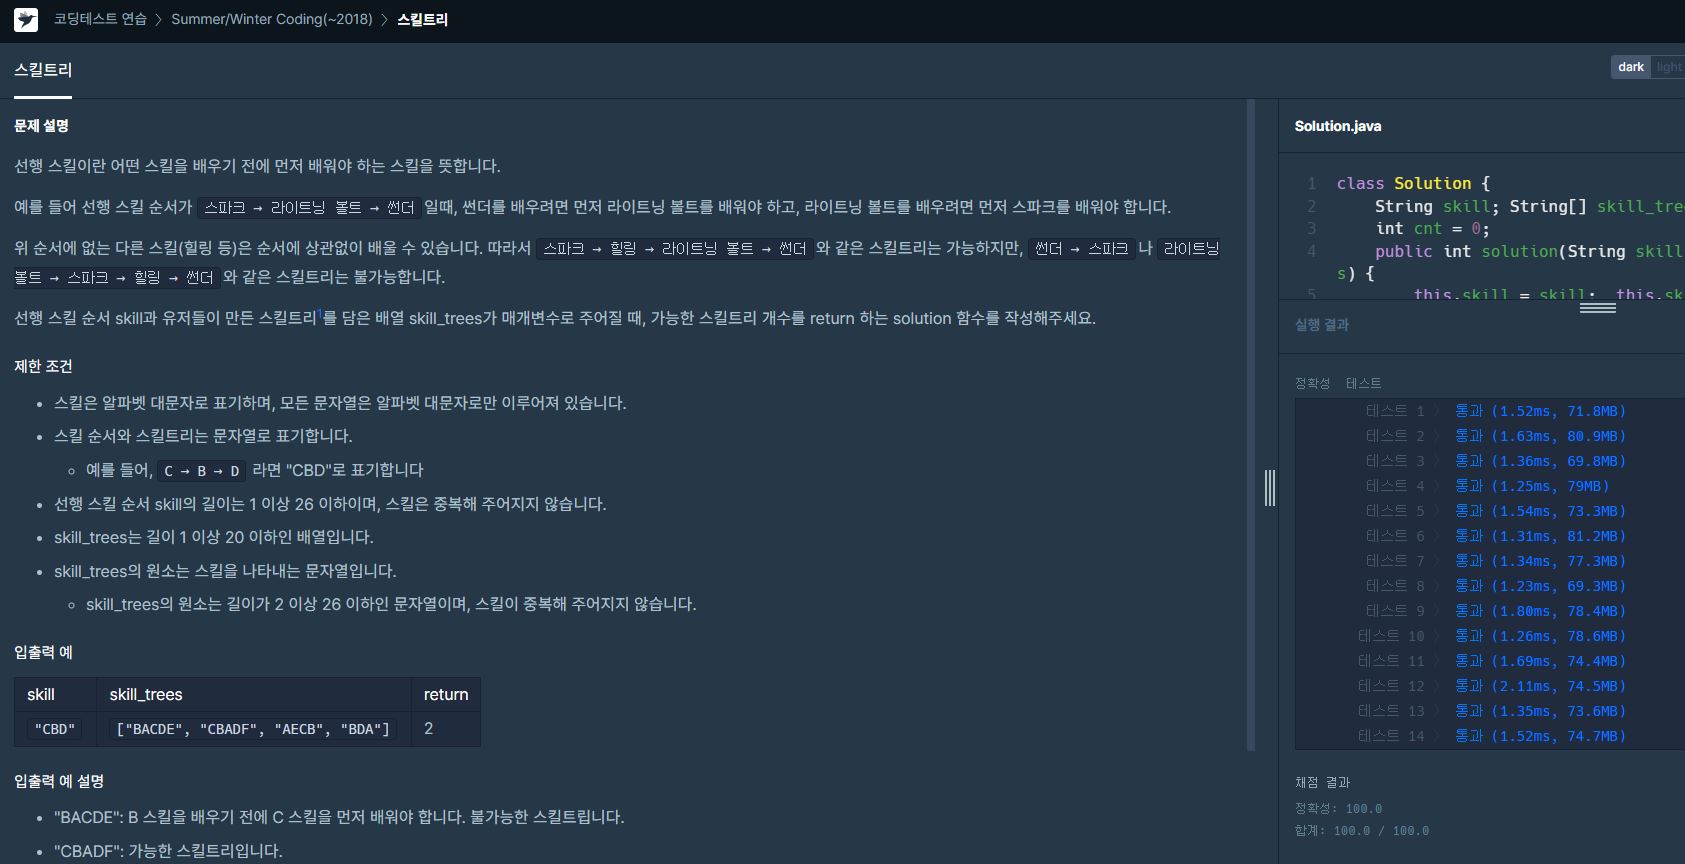 코딩테스트 연습 > Summer/Winter Coding(~2018) > 스킬트리
스킬트리
dark light
문제 설명
선행 스킬이란 어떤 스킬을 배우기 전에 먼저 배워야 하는 스킬을 뜻합니다.
예를 들어 선행 스킬 순서가 스파크 → 라이트닝 볼트 → 썬더 일때, 썬더를 배우려면 먼저 라이트닝 볼트를 배워야 하고, 라이트닝 볼트를 배우려면 먼저 스파크를 배워야 합니다.
위 순서에 없는 다른 스킬(힐링 등)은 순서에 상관없이 배울 수 있습니다. 따라서 스파크 → 힐링 → 라이트닝 볼트 → 썬더 와 같은 스킬트리는 가능하지만, 썬더 → 스파크 나 라이트닝
볼트 → 스파크 → 힐링 → 썬더 와 같은 스킬트리는 불가능합니다.
선행 스킬 순서 skill과 유저들이 만든 스킬트리1를 담은 배열 skill_trees가 매개변수로 주어질 때, 가능한 스킬트리 개수를 return 하는 solution 함수를 작성해주세요.
제한 조건
• 스킬은 알파벳 대문자로 표기하며, 모든 문자열은 알파벳 대문자로만 이루어져 있습니다.
• 스킬 순서와 스킬트리는 문자열로 표기합니다.
◦ 예를 들어, C → B → D 라면 "CBD"로 표기합니다
• 선행 스킬 순서 skill의 길이는 1 이상 26 이하이며, 스킬은 중복해 주어지지 않습니다.
• skill_trees는 길이 1 이상 20 이하인 배열입니다.
• skill_trees의 원소는 스킬을 나타내는 문자열입니다.
◦ skill_trees의 원소는 길이가 2 이상 26 이하인 문자열이며, 스킬이 중복해 주어지지 않습니다.
입출력 예
skill skill_trees return
"CBD" ["BACDE", "CBADF", "AECB", "BDA"] 2
입출력 예 설명
• "BACDE": B 스킬을 배우기 전에 C 스킬을 먼저 배워야 합니다. 불가능한 스킬트립니다.
• "CBADF": 가능한 스킬트리입니다.
Solution.java
1 class Solution {
2 String skill; String[] skill_tre
3 int cnt = 0;
4 public int solution(String skill
s) {
5 this.skill = skill; this.sk
실행 결과
정확성 테스트
테스트 1 > 통과 (1.52ms, 71.8MB)
테스트 2 > 통과 (1.63ms, 80.9MB)
테스트 3 > 통과 (1.36ms, 69.8MB)
테스트 4 > 통과 (1.25ms, 79MB)
테스트 5 > 통과 (1.54ms, 73.3MB)
테스트 6 > 통과 (1.31ms, 81.2MB)
테스트 7 > 통과 (1.34ms, 77.3MB)
테스트 8 > 통과 (1.23ms, 69.3MB)
테스트 9 > 통과 (1.80ms, 78.4MB)
테스트 10 > 통과 (1.26ms, 78.6MB)
테스트 11 > 통과 (1.69ms, 74.4MB)
테스트 12 > 통과 (2.11ms, 74.5MB)
테스트 13 > 통과 (1.35ms, 73.6MB)
테스트 14 > 통과 (1.52ms, 74.7MB)
채점 결과
정확성: 100.0
합계: 100.0 / 100.0